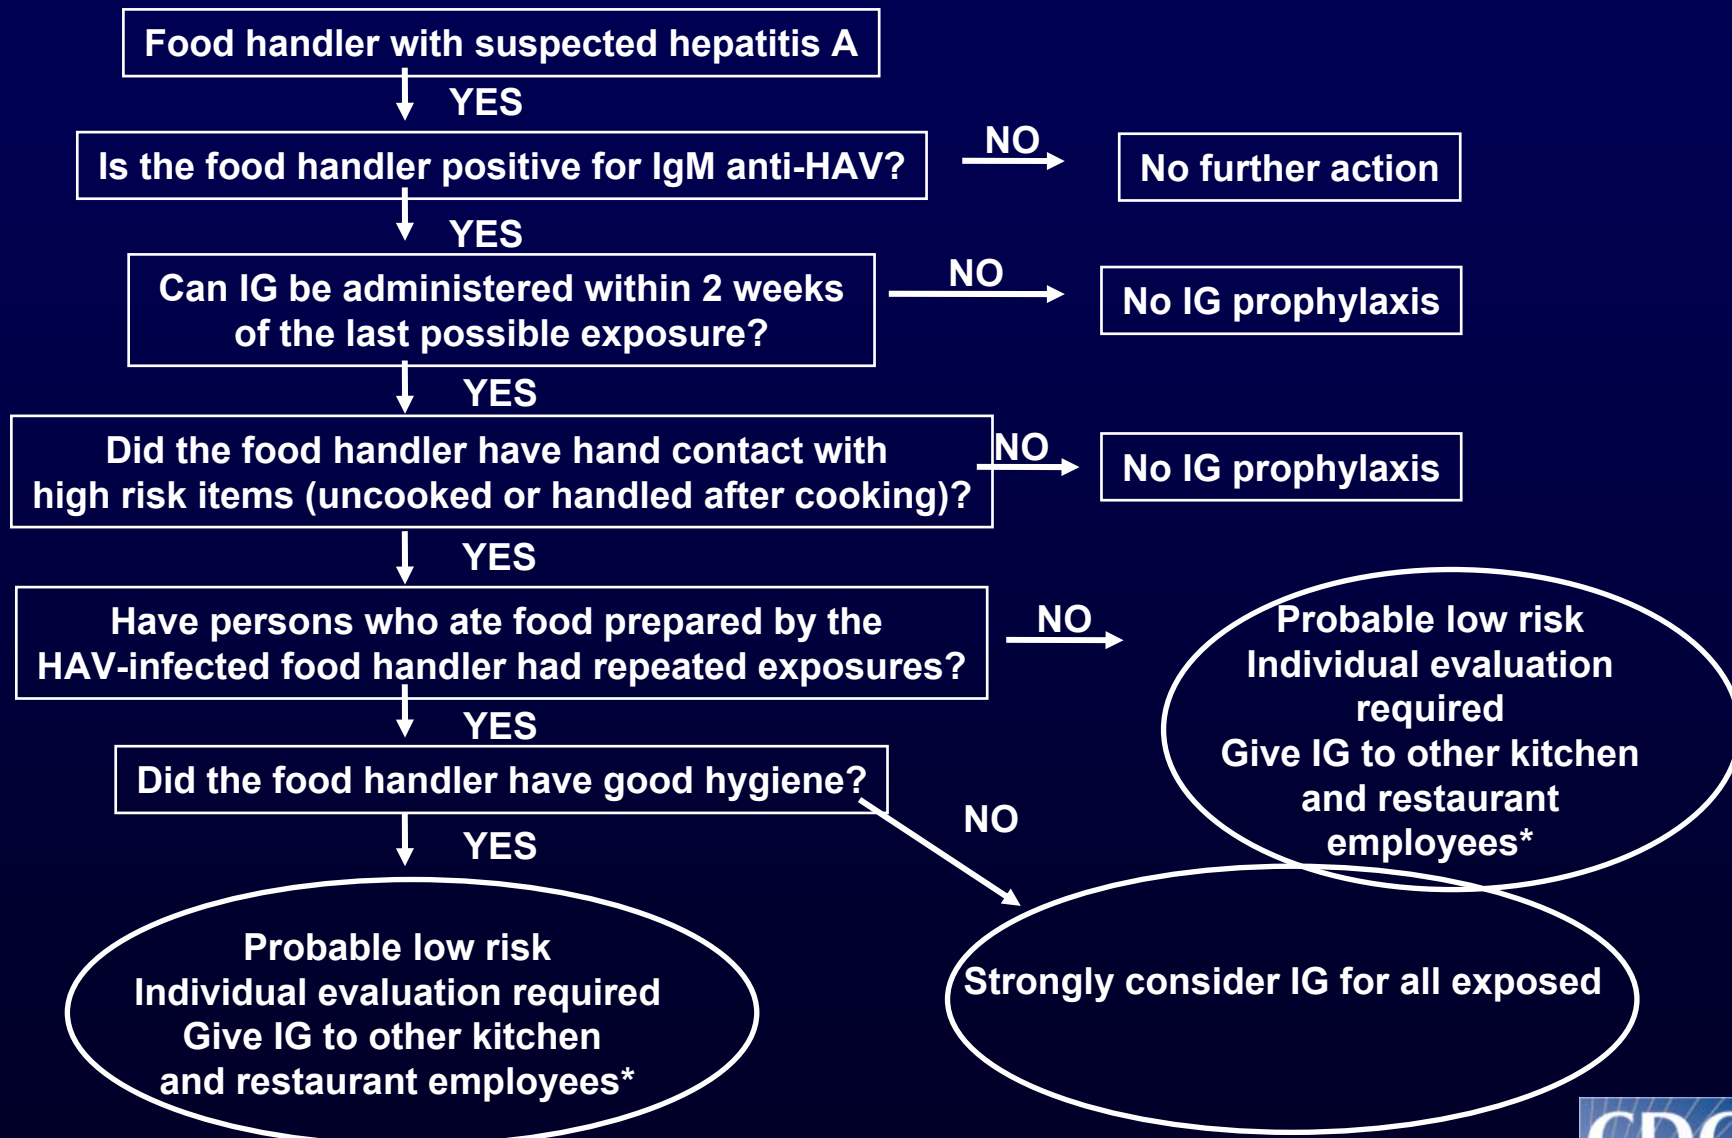 Food handler with suspected hepatitis A
YES
Is the food handler positive for IgM anti-HAV?
NO
No further action
YES
Can IG be administered within 2 weeks
of the last possible exposure?
NO
No IG prophylaxis
YES
Did the food handler have hand contact with
high risk items (uncooked or handled after cooking)?
NO
No IG prophylaxis
YES
Have persons who ate food prepared by the
HAV-infected food handler had repeated exposures?
NO
Probable low risk
Individual evaluation
required
Give IG to other kitchen
and restaurant
employees*
YES
Did the food handler have good hygiene?
NO
Strongly consider IG for all exposed
YES
Probable low risk
Individual evaluation required
Give IG to other kitchen
and restaurant employees*
CDC